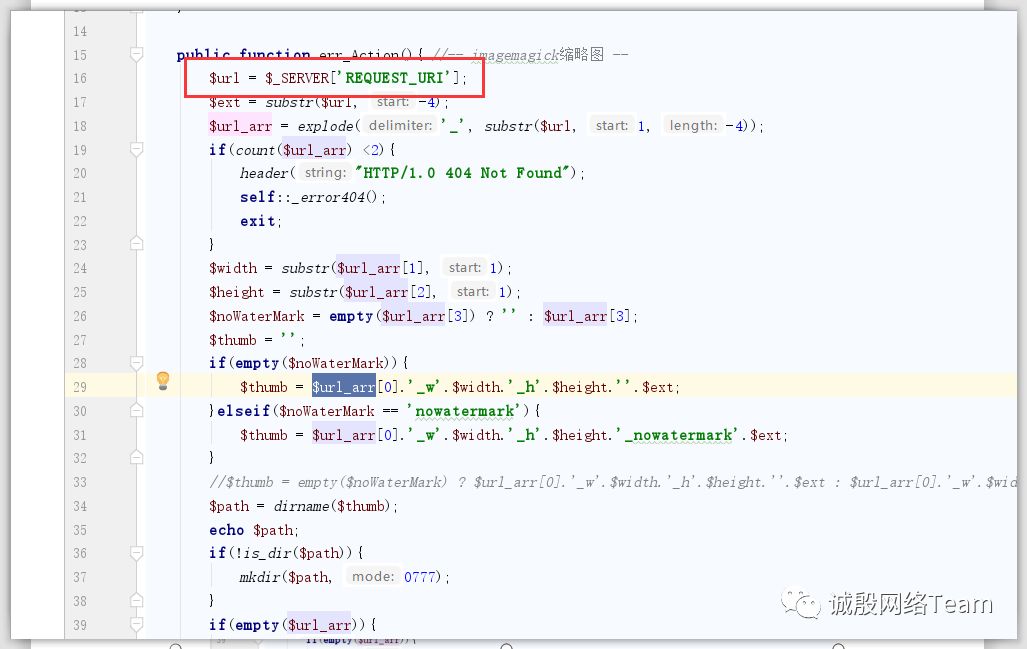 14
15 public function err_Action(){ //-- imagemagick缩略图 --
16 $url = $_SERVER['REQUEST_URI'];
17 $ext = substr($url, start: -4);
18 $url_arr = explode( delimiter: '_', substr($url, start: 1, length: -4));
19 if(count($url_arr) <2){
20 header( string: "HTTP/1.0 404 Not Found");
21 self::_error404();
22 exit;
23 }
24 $width = substr($url_arr[1], start: 1);
25 $height = substr($url_arr[2], start: 1);
26 $noWaterMark = empty($url_arr[3]) ? '' : $url_arr[3];
27 $thumb = '';
28 if(empty($noWaterMark)){
29 $thumb = $url_arr[0].'_w'.$width.'_h'.$height.''.$ext;
30 }elseif($noWaterMark == 'nowatermark'){
31 $thumb = $url_arr[0].'_w'.$width.'_h'.$height.'_nowatermark'.$ext;
32 }
33 //$thumb = empty($noWaterMark) ? $url_arr[0].'_w'.$width.'_h'.$height.''.$ext : $url_arr[0].'_w'.$wid
34 $path = dirname($thumb);
35 echo $path;
36 if(!is_dir($path)){
37 mkdir($path, mode: 0777);
38 }
39 if(empty($url_arr)){
诚殷网络Team
39 if(empty($url_arr)){